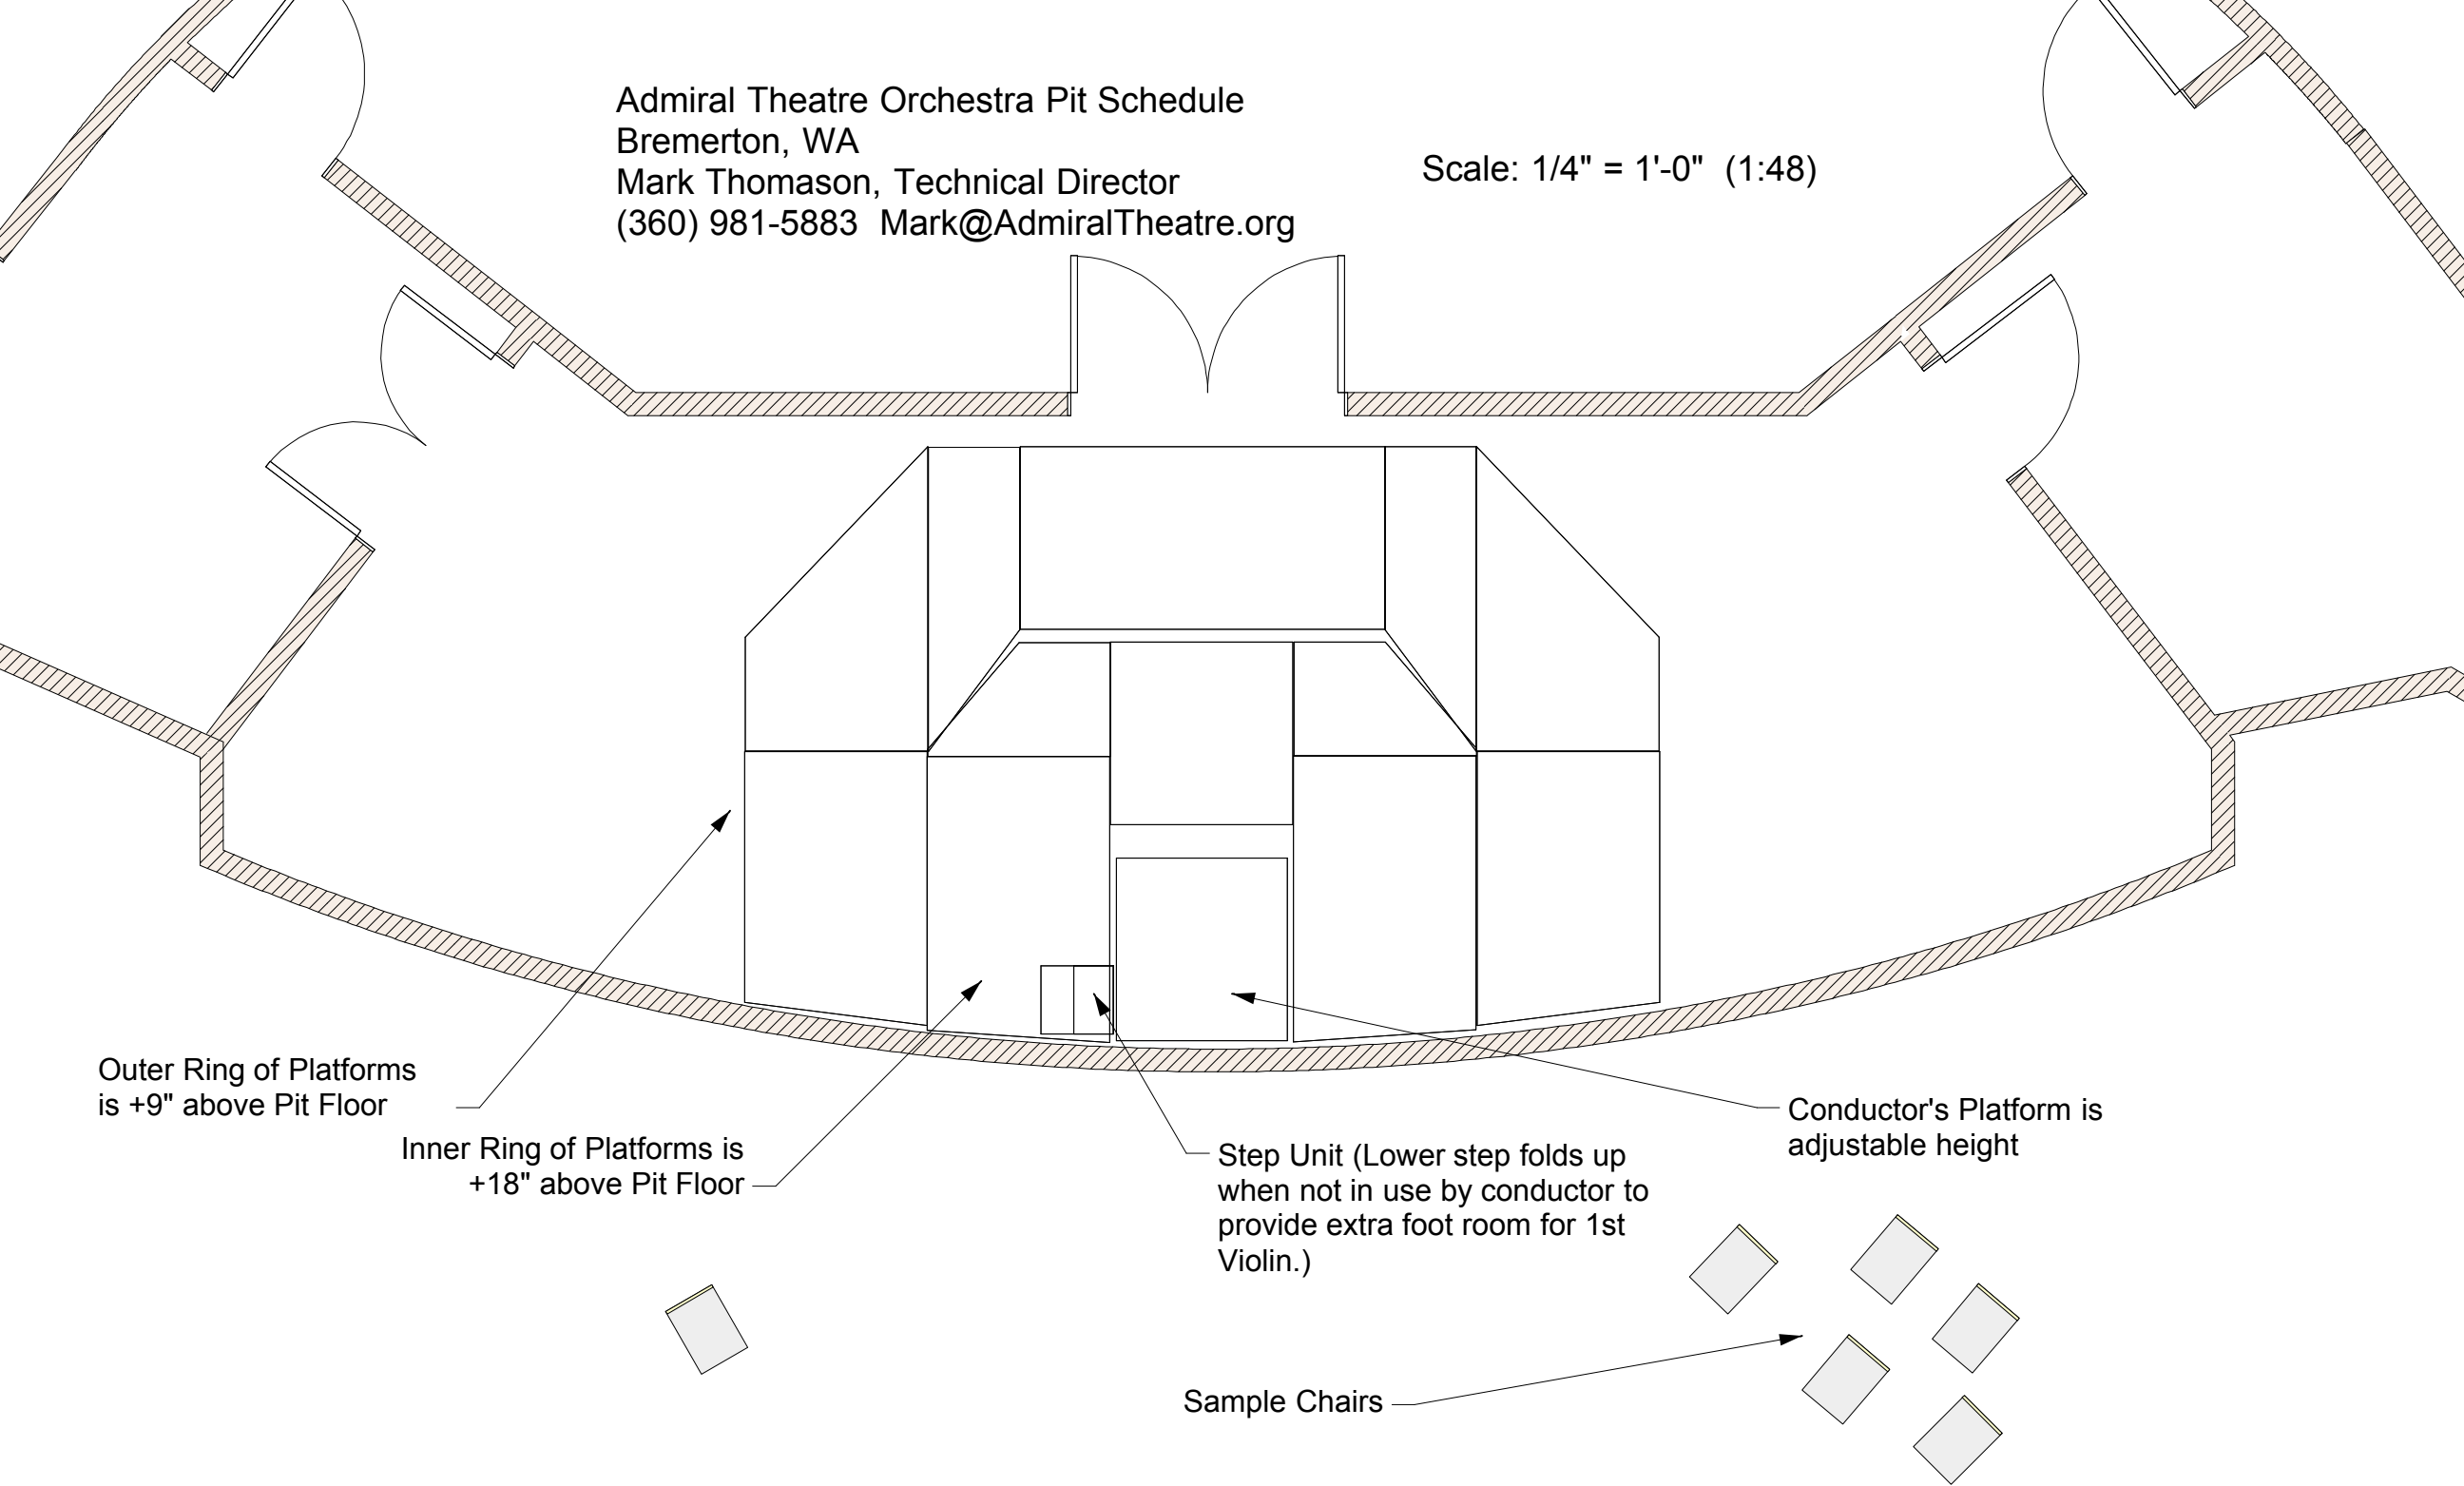 Admiral Theatre Orchestra Pit Schedule
Bremerton, WA
Mark Thomason, Technical Director
(360) 981-5883  Mark@AdmiralTheatre.org
Scale: 1/4" = 1'-0"  (1:48)
Outer Ring of Platforms
is +9" above Pit Floor
Inner Ring of Platforms is
+18" above Pit Floor
Step Unit (Lower step folds up
when not in use by conductor to
provide extra foot room for 1st
Violin.)
Conductor's Platform is
adjustable height
Sample Chairs